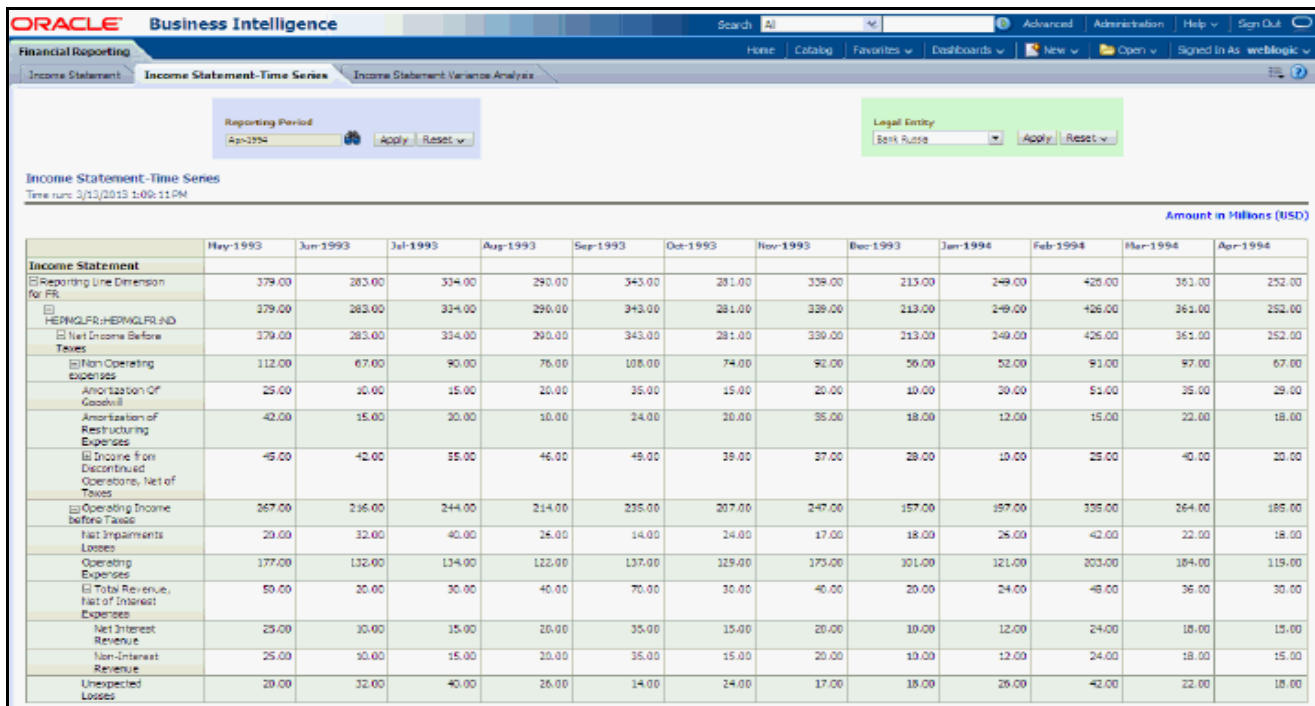 ORACLE Business Intelligence
Search All Advanced Administration Help Sign Out
Financial Reporting
Home Catalog Favorites Dashboards New Open Signed In As weblogic
Income Statement Income Statement-Time Series Income Statement Variance Analysis
Reporting Period
Apr-1994 Apply Reset
Legal Entity
Bank Russia Apply Reset
Income Statement-Time Series
Time run: 3/13/2013 1:09:11 PM
Amount in Millions (USD)
May-1993 Jun-1993 Jul-1993 Aug-1993 Sep-1993 Oct-1993 Nov-1993 Dec-1993 Jan-1994 Feb-1994 Mar-1994 Apr-1994
Income Statement
Reporting Line Dimension for FR 379.00 283.00 334.00 290.00 343.00 281.00 339.00 213.00 249.00 426.00 361.00 252.00
HEPMGLFR:HEPMGLFR:ND 379.00 283.00 334.00 290.00 343.00 281.00 339.00 213.00 249.00 426.00 361.00 252.00
Net Income Before Taxes 379.00 283.00 334.00 290.00 343.00 281.00 339.00 213.00 249.00 426.00 361.00 252.00
Non Operating expenses 112.00 67.00 90.00 76.00 108.00 74.00 92.00 56.00 52.00 91.00 97.00 67.00
Amortization Of Goodwill 25.00 10.00 15.00 20.00 35.00 15.00 20.00 10.00 30.00 51.00 35.00 29.00
Amortization of Restructuring Expenses 42.00 15.00 20.00 10.00 24.00 20.00 35.00 18.00 12.00 15.00 22.00 18.00
Income from Discontinued Operations, Net of Taxes 45.00 42.00 55.00 46.00 49.00 39.00 37.00 28.00 10.00 25.00 40.00 20.00
Operating Income before Taxes 267.00 216.00 244.00 214.00 235.00 207.00 247.00 157.00 197.00 335.00 264.00 185.00
Net Impairments Losses 20.00 32.00 40.00 26.00 14.00 24.00 17.00 18.00 26.00 42.00 22.00 18.00
Operating Expenses 177.00 132.00 134.00 122.00 137.00 129.00 173.00 101.00 121.00 203.00 184.00 119.00
Total Revenue, Net of Interest Expenses 50.00 20.00 30.00 40.00 70.00 30.00 40.00 20.00 24.00 48.00 36.00 30.00
Net Interest Revenue 25.00 10.00 15.00 20.00 35.00 15.00 20.00 10.00 12.00 24.00 18.00 15.00
Non-Interest Revenue 25.00 10.00 15.00 20.00 35.00 15.00 20.00 10.00 12.00 24.00 18.00 15.00
Unexpected Losses 20.00 32.00 40.00 26.00 14.00 24.00 17.00 18.00 26.00 42.00 22.00 18.00